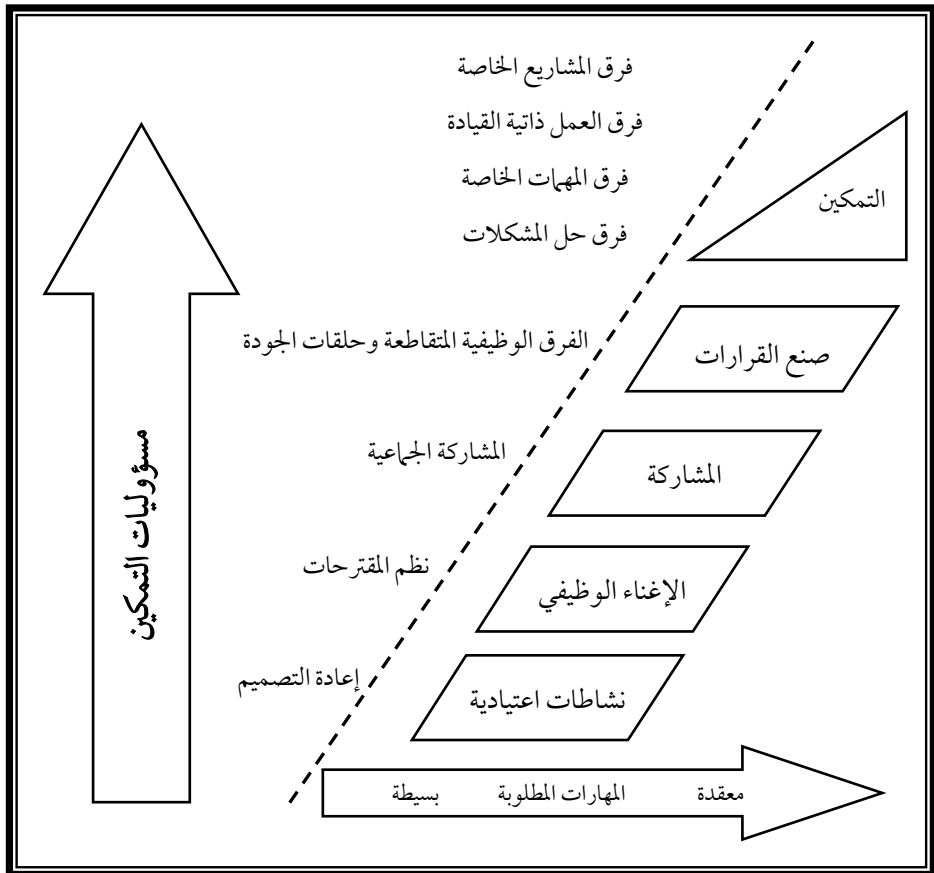 فرق المشاريع الخاصة
فرق العمل ذاتية القيادة
فرق المهمات الخاصة
فرق حل المشكلات
التمكين
الفرق الوظيفية المتقاطعة وحلقات الجودة
صنع القرارات
المشاركة الجماعية
المشاركة
نظم المقترحات
الإغناء الوظيفي
إعادة التصميم
نشاطات اعتيادية
مسؤوليات التمكين
بسيطة المهارات المطلوبة معقدة